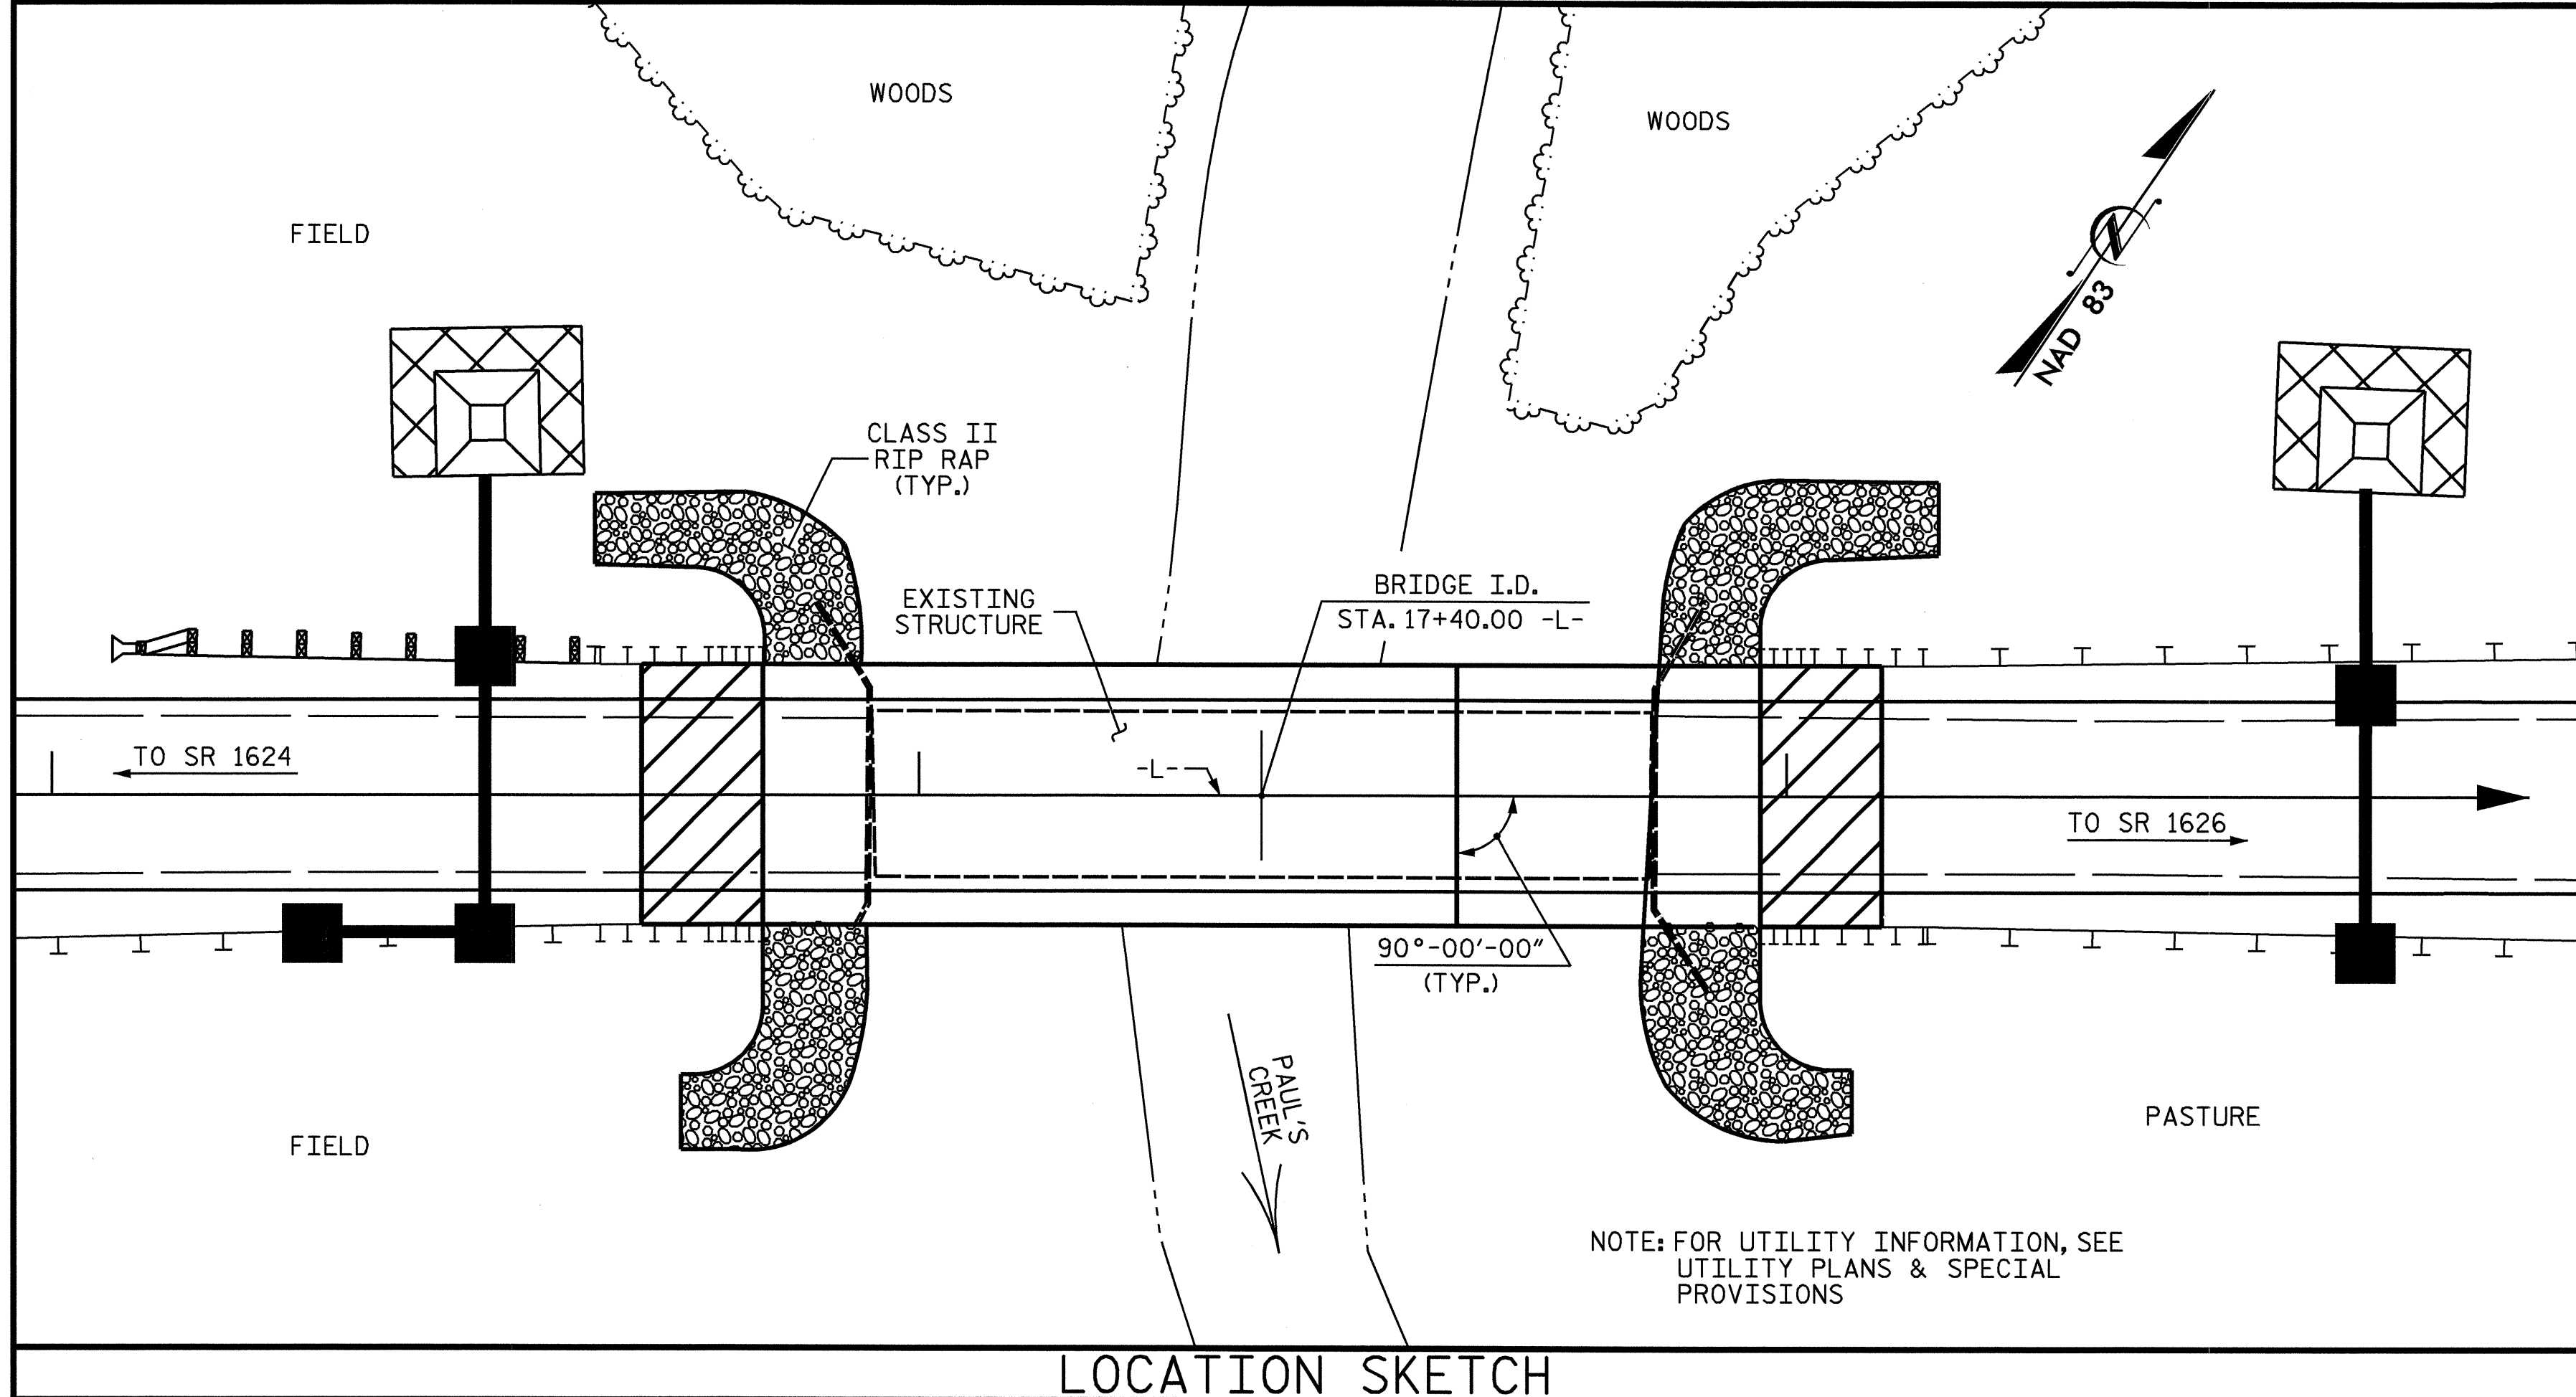 WOODS
WOODS
FIELD
NAD 83
N
CLASS II
RIP RAP
(TYP.)
EXISTING
STRUCTURE
BRIDGE I.D.
STA. 17+40.00 -L-
TO SR 1624
-L-
TO SR 1626
90°-00'-00"
(TYP.)
PAUL'S
CREEK
FIELD
PASTURE
NOTE: FOR UTILITY INFORMATION, SEE
UTILITY PLANS & SPECIAL
PROVISIONS
LOCATION SKETCH